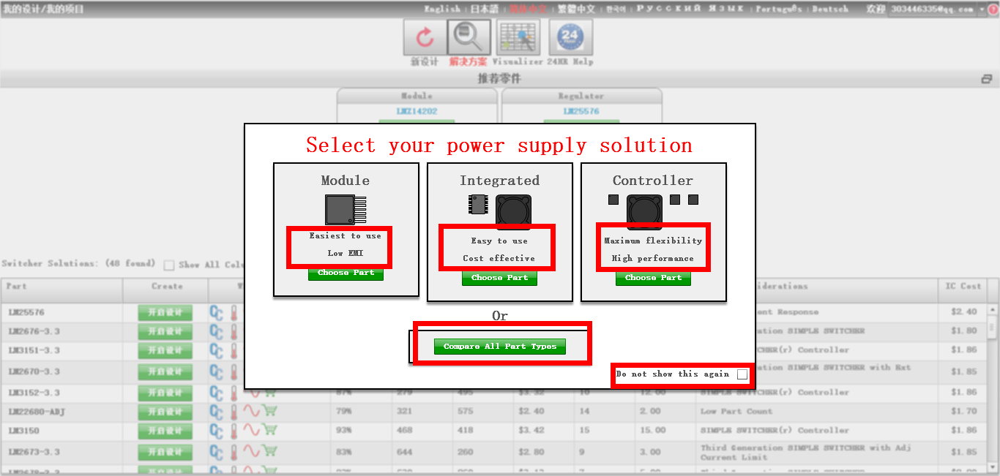 我的设计/我的项目
English | 日本語 | 简体中文 | 繁體中文 | 한국어 | РУССКИЙ ЯЗЫК | Português | Deutsch 欢迎 303446335@qq.com
新设计 解决方案 Visualizer 24HR Help
推荐零件
Module Regulator
LMZ14202 LM25576
Select your power supply solution
Module Integrated Controller
Easiest to use Easy to use Maximum flexibility
Low EMI Cost effective High performance
Choose Part Choose Part Choose Part
Or
Compare All Part Types
Do not show this again
Switcher Solutions: (48 found) Show All Colu
Part Create iderations IC Cost
LM25576 开启设计 ent Response $2.40
LM2676-3.3 开启设计 ation SIMPLE SWITCHER $1.80
LM3151-3.3 开启设计 CHER(r) Controller $1.86
LM2670-3.3 开启设计 ation SIMPLE SWITCHER with Ext $1.85
LM3152-3.3 开启设计 87% 279 495 $3.32 10 12.00 SIMPLE SWITCHER(r) Controller $1.86
LM22680-ADJ 开启设计 79% 321 575 $2.40 14 2.00 Low Part Count $1.70
LM3150 开启设计 93% 468 418 $3.42 15 15.00 SIMPLE SWITCHER(r) Controller $1.86
LM2673-3.3 开启设计 83% 644 260 $2.80 9 3.00 Third Generation SIMPLE SWITCHER with Adj Current Limit $1.85
LM2678-3.3 开启设计